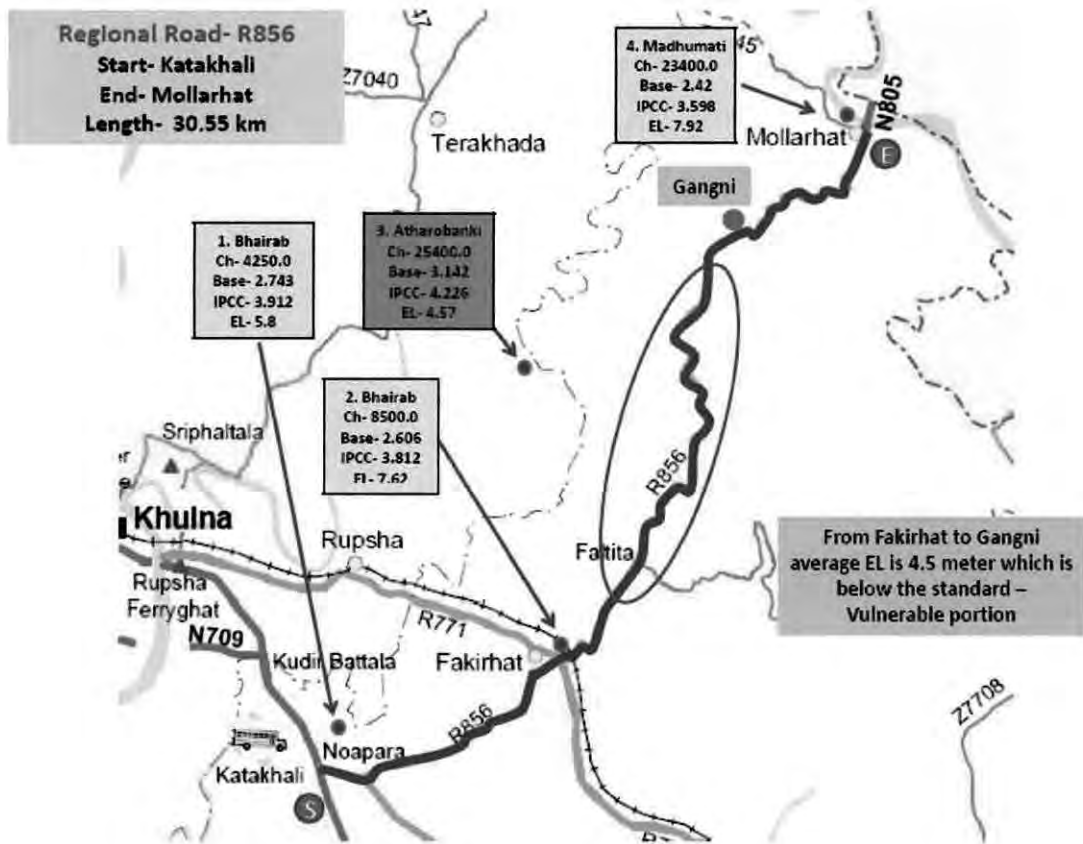 Regional Road- R856
Start- Katakhali
End- Mollarhat
Length- 30.55 km
Z7040
Terakhada
4. Madhumati
Ch- 23400.0
Base- 2.42
IPCC- 3.598
EL- 7.92
45
N805
Mollarhat
E
Gangni
1. Bhairab
Ch- 4250.0
Base- 2.743
IPCC- 3.912
EL- 5.8
3. Atharobanki
Ch- 25400.0
Base- 3.142
IPCC- 4.226
EL- 4.57
2. Bhairab
Ch- 8500.0
Base- 2.606
IPCC- 3.812
EL- 7.62
Sriphaltala
Khulna
Rupsha
R856
Faltita
From Fakirhat to Gangni
average EL is 4.5 meter which is
below the standard –
Vulnerable portion
Rupsha
Ferryghat
R771
N709
Kudir Battala
Fakirhat
R856
Z7708
Noapara
Katakhali
S